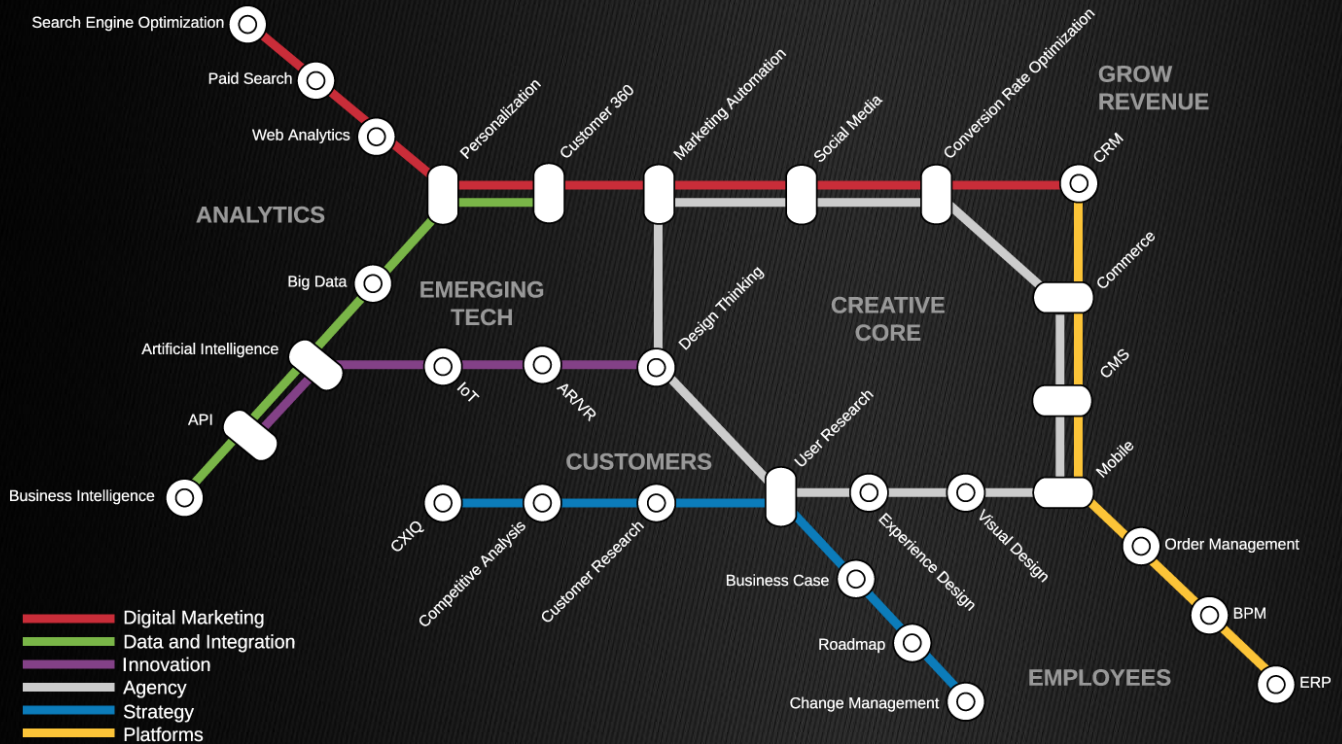 Search Engine Optimization
Paid Search
Web Analytics
Personalization
Customer 360
Marketing Automation
Social Media
Conversion Rate Optimization
GROW
REVENUE
CRM
ANALYTICS
Big Data
EMERGING
TECH
Design Thinking
CREATIVE
CORE
Commerce
Artificial Intelligence
IoT
AR/VR
CMS
API
CUSTOMERS
User Research
Mobile
Business Intelligence
CXIQ
Competitive Analysis
Customer Research
Experience Design
Visual Design
Order Management
Business Case
BPM
Roadmap
EMPLOYEES
ERP
Change Management
Digital Marketing
Data and Integration
Innovation
Agency
Strategy
Platforms